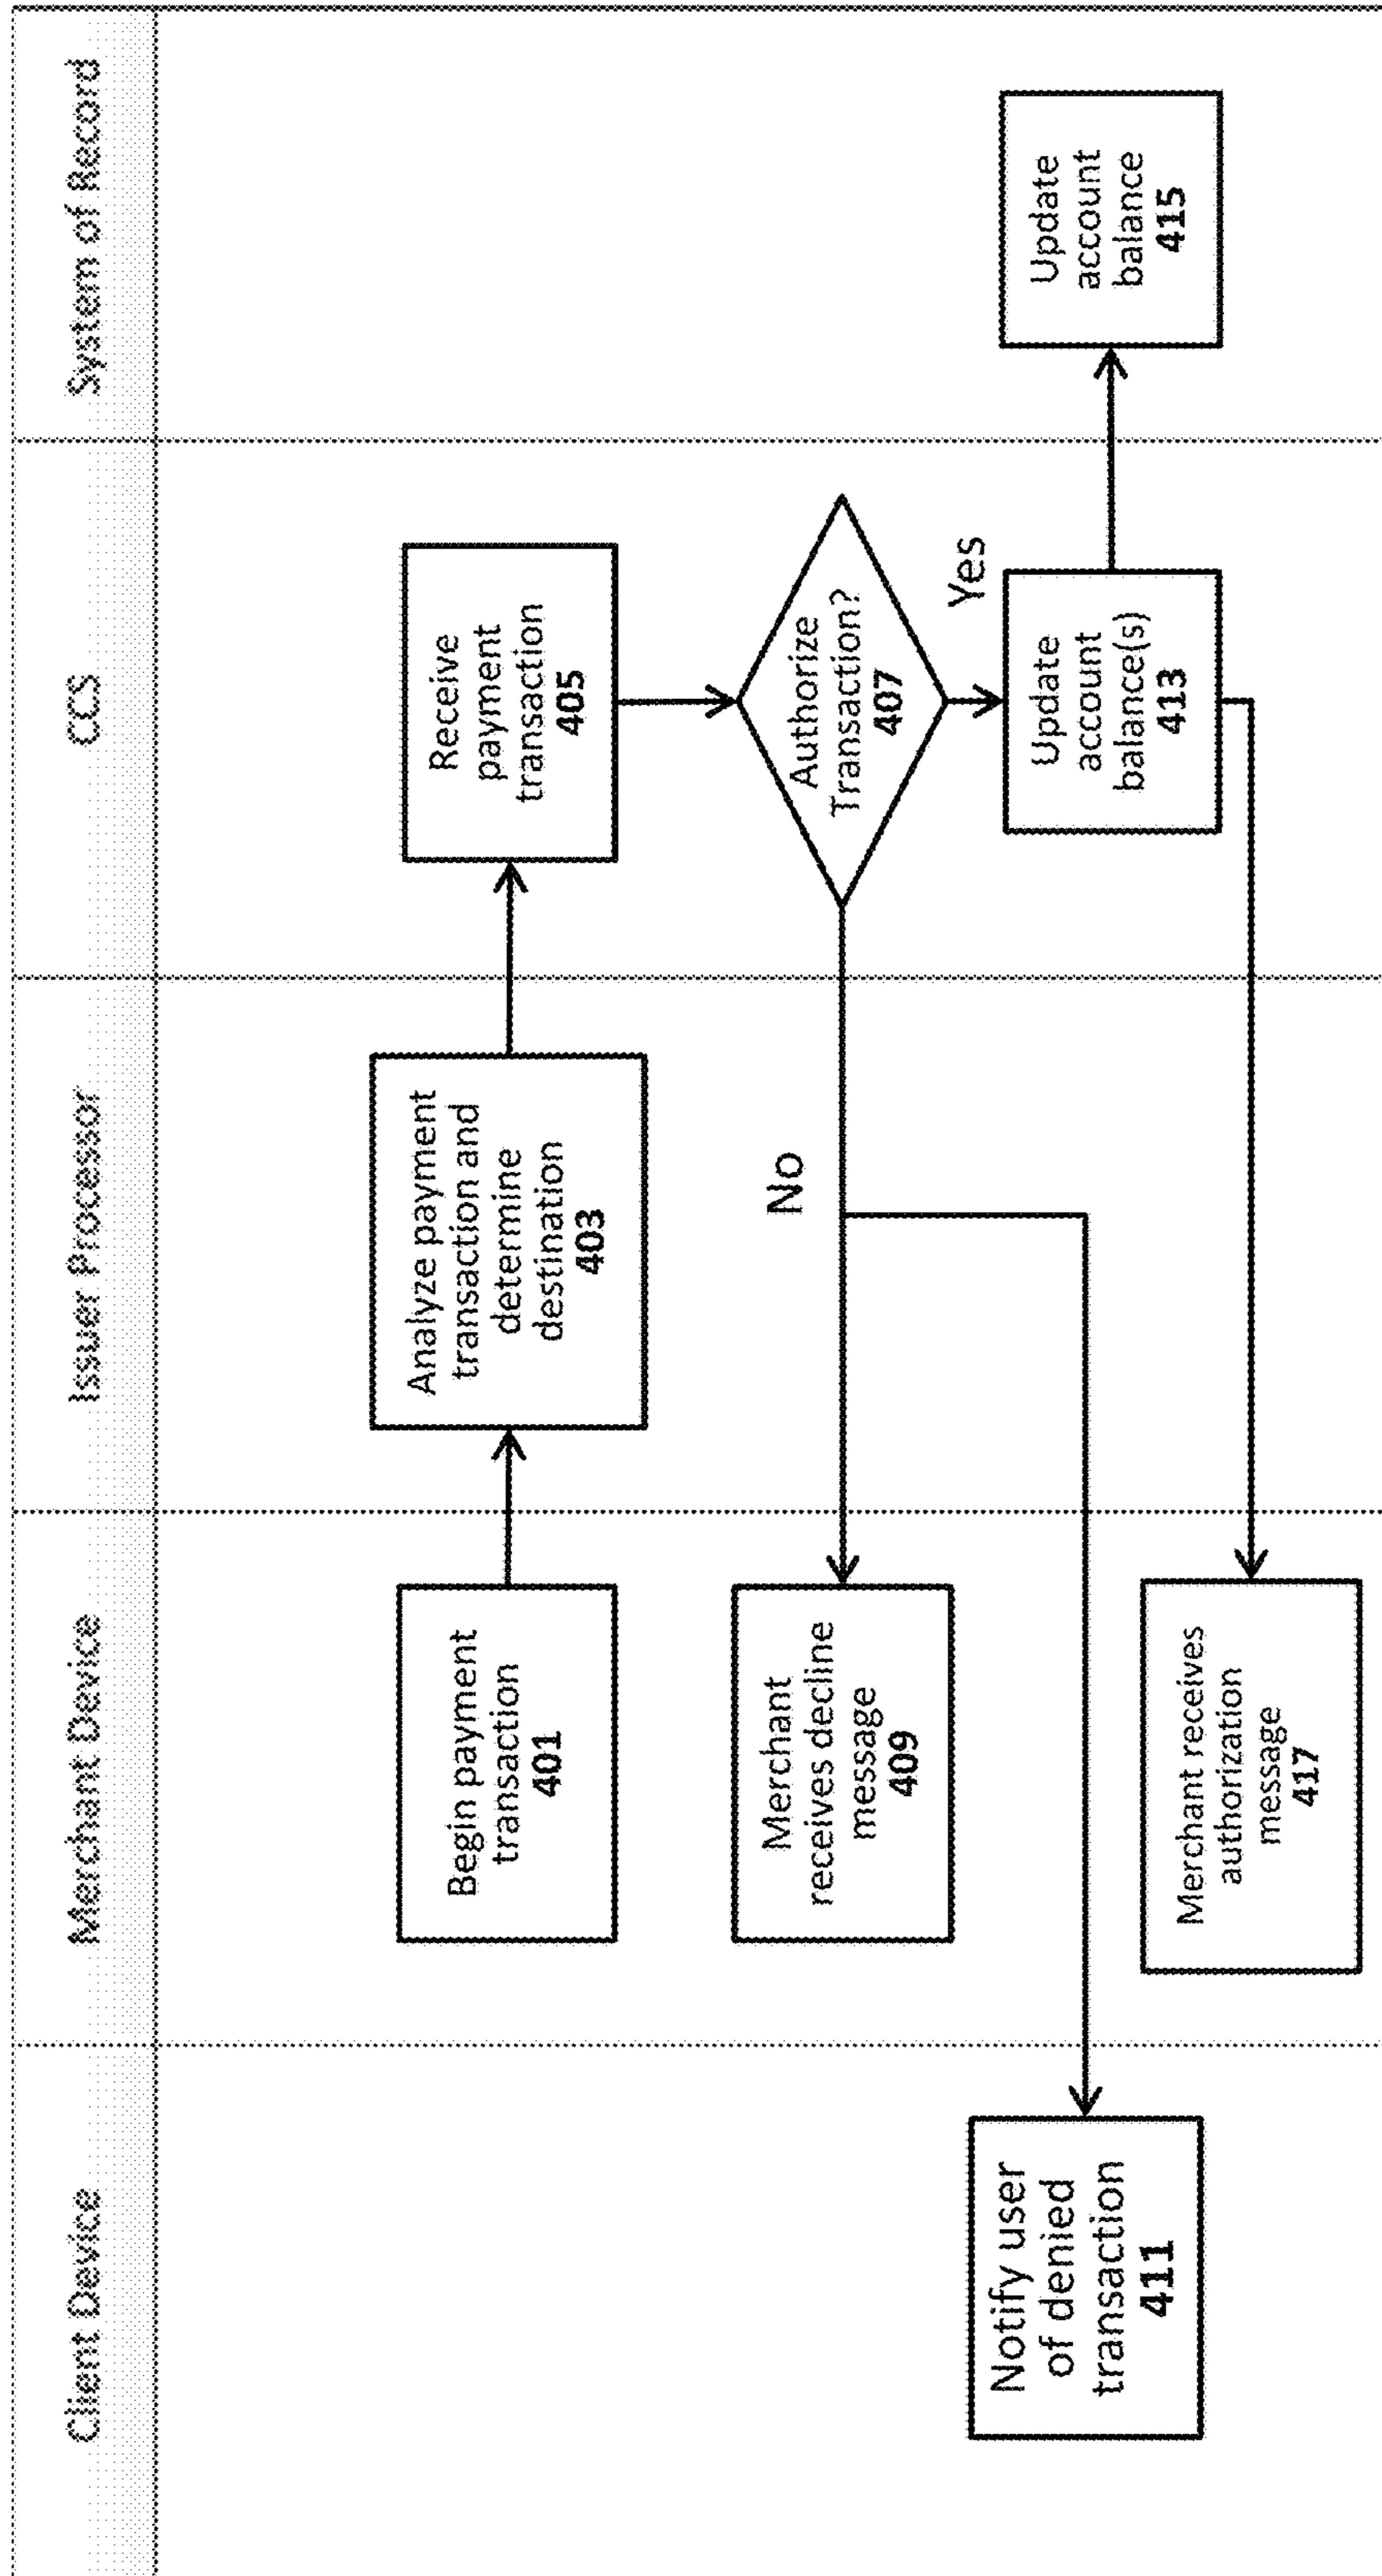 Client Device
Merchant Device
Issuer Processor
CCS
System of Record
Begin payment
transaction
401
Analyze payment
transaction and
determine
destination
403
Receive
payment
transaction
405
Authorize
Transaction?
407
No
Yes
Merchant
receives decline
message
409
Notify user
of denied
transaction
411
Update
account
balance(s)
413
Update
account
balance
415
Merchant receives
authorization
message
417